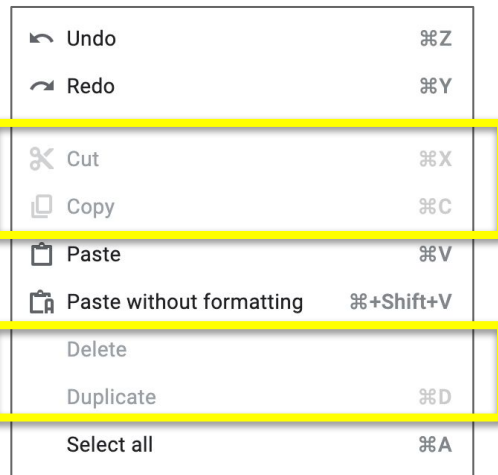 Undo ⌘Z
Redo ⌘Y
Cut ⌘X
Copy ⌘C
Paste ⌘V
Paste without formatting ⌘+Shift+V
Delete
Duplicate ⌘D
Select all ⌘A